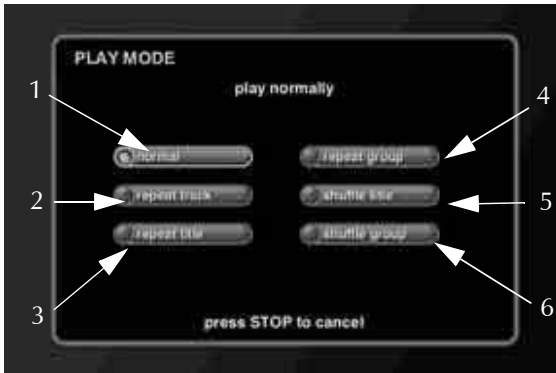 PLAY MODE
play normally
1
normal
2
repeat track
3
repeat title
4
repeat group
5
shuffle title
6
shuffle group
press STOP to cancel